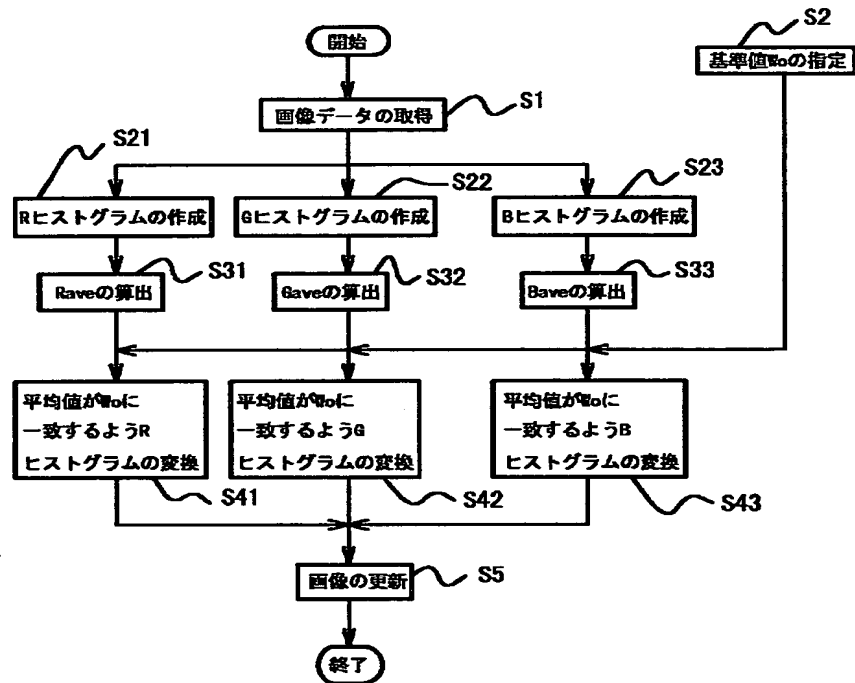 開始
S2
基準値Woの指定
画像データの取得
S1
S21
S22
S23
Rヒストグラムの作成
Gヒストグラムの作成
Bヒストグラムの作成
S31
S32
S33
Raveの算出
Gaveの算出
Baveの算出
平均値がWoに
一致するようR
ヒストグラムの変換
平均値がWoに
一致するようG
ヒストグラムの変換
平均値がWoに
一致するようB
ヒストグラムの変換
S41
S42
S43
画像の更新
S5
終了